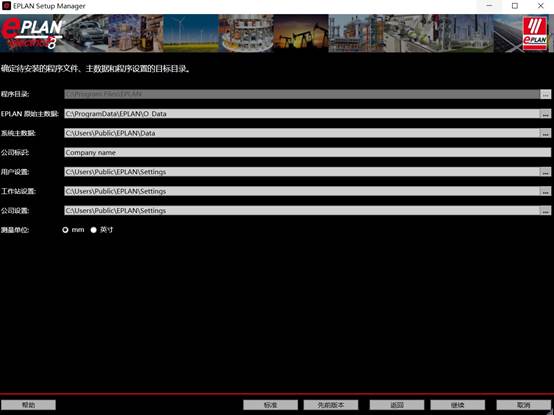 EPLAN Setup Manager
ePLAN
electric P8
EPLAN
确定待安装的程序文件、主数据和程序设置的目标目录。
程序目录: C:\Program Files\EPLAN ...
EPLAN 原始主数据: C:\ProgramData\EPLAN\O_Data ...
系统主数据: C:\Users\Public\EPLAN\Data ...
公司标识: Company name
用户设置: C:\Users\Public\EPLAN\Settings ...
工作站设置: C:\Users\Public\EPLAN\Settings ...
公司设置: C:\Users\Public\EPLAN\Settings ...
测量单位: mm 英寸
帮助 标准 先前版本 返回 继续 取消